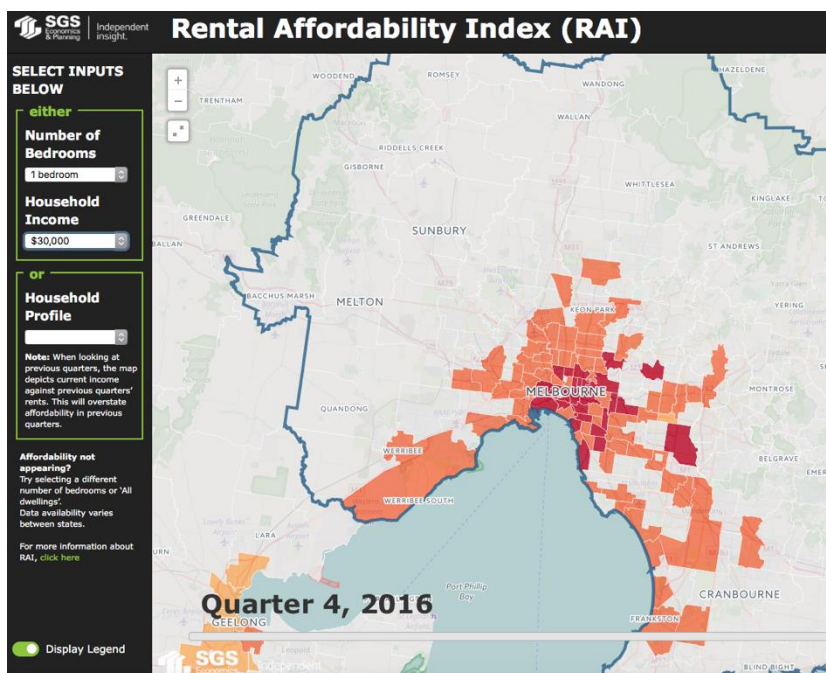 SGS
Economics
& Planning
Independent
insight.
Rental Affordability Index (RAI)
SELECT INPUTS
BELOW
either
Number of
Bedrooms
1 bedroom
Household
Income
$30,000
or
Household
Profile
Note: When looking at
previous quarters, the map
depicts current income
against previous quarters'
rents. This will overstate
affordability in previous
quarters.
Affordability not
appearing?
Try selecting a different
number of bedrooms or 'All
dwellings'.
Data availability varies
between states.
For more information about
RAI, click here
Display Legend
+
−
HAZELDENE
WOODEND
ROMSEY
WANDONG
TRENTHAM
WALLAN
RIDDELLS CREEK
GISBORNE
WHITTLESEA
KINGLAKE
GREENDALE
SUNBURY
ST ANDREWS
BALLAN
BACCHUS MARSH
MELTON
KEON PARK
YERING
MELBOURNE
MONTROSE
QUANDONG
WERRIBEE
BELGRAVE
WERRIBEE SOUTH
LARA
Port Phillip
Bay
CRANBOURNE
Quarter 4, 2016
GEELONG
FRANKSTON
Leopold
SGS
Economics
Independent
BLIND BIGHT